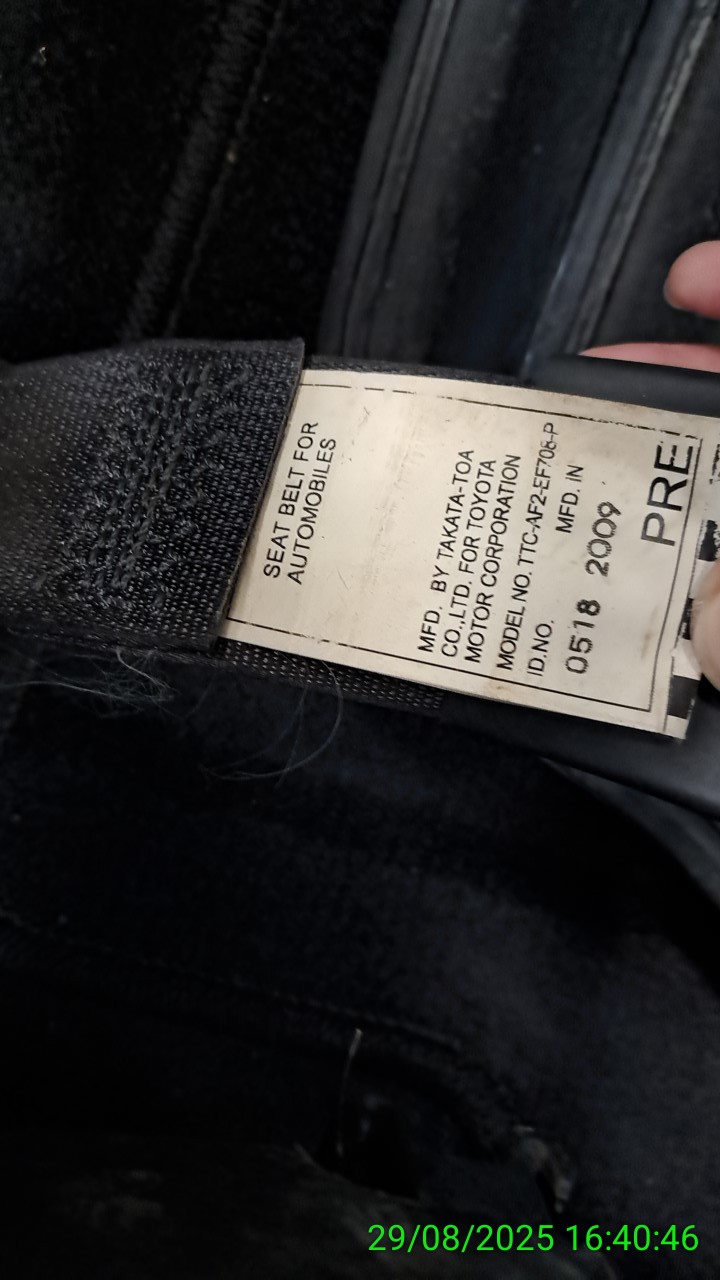 SEAT BELT FOR
AUTOMOBILES
MFD. BY TAKATA-TOA
CO.,LTD. FOR TOYOTA
MOTOR CORPORATION
MODEL NO. TTC-AF2-EF708-P
ID.NO. MFD. IN
0518 2009
PRE
29/08/2025 16:40:46